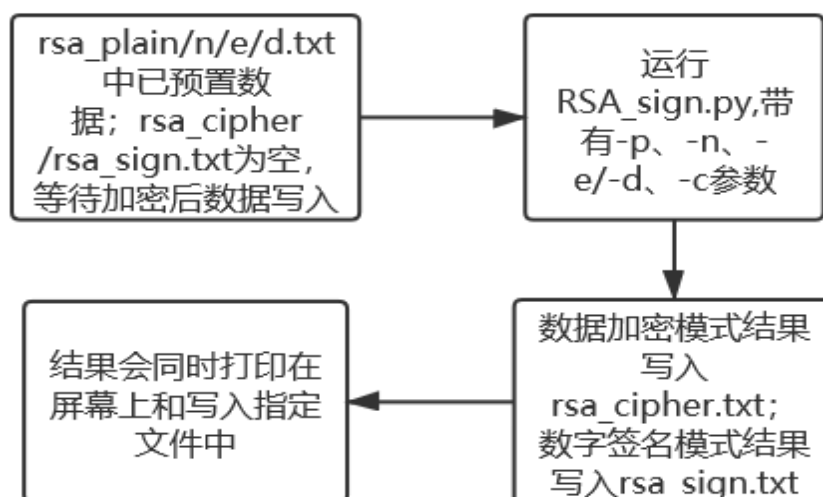 rsa_plain/n/e/d.txt
中已预置数
据；rsa_cipher
/rsa_sign.txt为空，
等待加密后数据写入
运行
RSA_sign.py,带
有-p、-n、-
e/-d、-c参数
数据加密模式结果
写入
rsa_cipher.txt；
数字签名模式结果
写入rsa_sign.txt
结果会同时打印在
屏幕上和写入指定
文件中